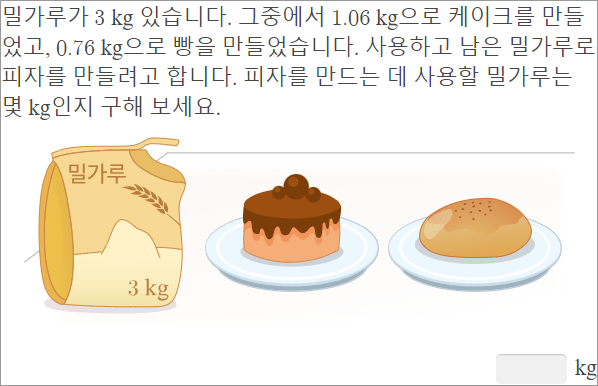 밀가루가 3 kg 있습니다. 그중에서 1.06 kg으로 케이크를 만들
었고, 0.76 kg으로 빵을 만들었습니다. 사용하고 남은 밀가루로
피자를 만들려고 합니다. 피자를 만드는 데 사용할 밀가루는
몇 kg인지 구해 보세요.
밀가루
3 kg
kg